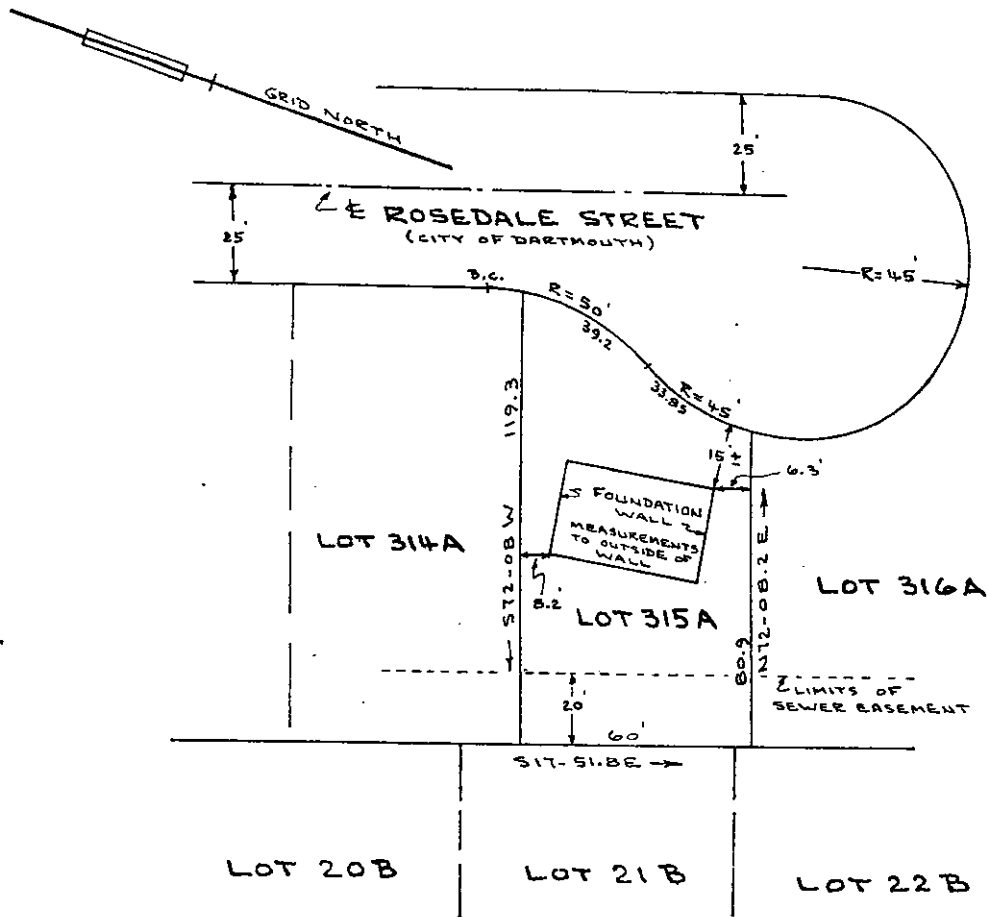 GRID NORTH
25'
℄ ROSEDALE STREET
(CITY OF DARTMOUTH)
25'
B.C.
R=50'
39.2
R=45'
33.85
R=45'
119.3
S72-08 W
15'±
6.3'
FOUNDATION
WALL
MEASUREMENTS
TO OUTSIDE OF
WALL
LOT 314A
8.2'
LOT 315A
80.9
N72-08.2 E
LOT 316A
LIMITS OF
SEWER EASEMENT
20'
60'
S17-51.8E
LOT 20B
LOT 21B
LOT 22B